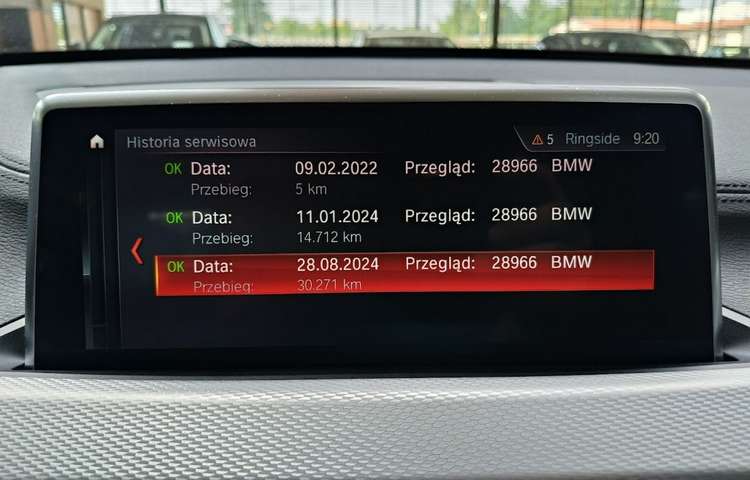 Historia serwisowa 5 Ringside 9:20
OK Data: 09.02.2022 Przegląd: 28966 BMW
Przebieg: 5 km
OK Data: 11.01.2024 Przegląd: 28966 BMW
Przebieg: 14.712 km
OK Data: 28.08.2024 Przegląd: 28966 BMW
Przebieg: 30.271 km